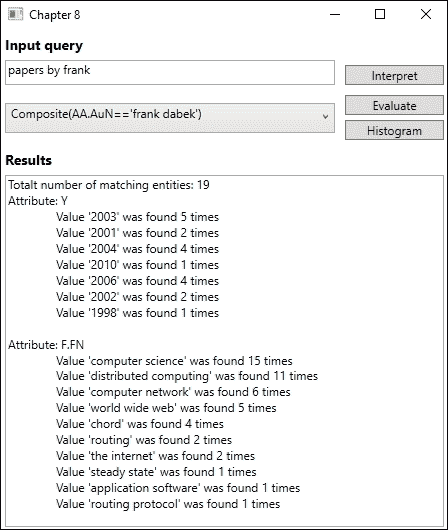 Chapter 8
Input query
papers by frank
Interpret
Composite(AA.AuN=='frank dabek')
Evaluate
Histogram
Results
Totalt number of matching entities: 19
Attribute: Y
Value '2003' was found 5 times
Value '2001' was found 2 times
Value '2004' was found 4 times
Value '2010' was found 1 times
Value '2006' was found 4 times
Value '2002' was found 2 times
Value '1998' was found 1 times
Attribute: F.FN
Value 'computer science' was found 15 times
Value 'distributed computing' was found 11 times
Value 'computer network' was found 6 times
Value 'world wide web' was found 5 times
Value 'chord' was found 4 times
Value 'routing' was found 2 times
Value 'the internet' was found 2 times
Value 'steady state' was found 1 times
Value 'application software' was found 1 times
Value 'routing protocol' was found 1 times